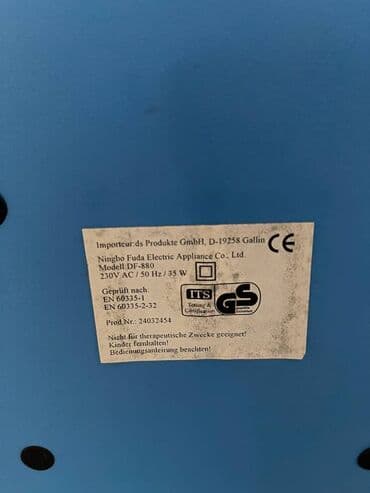 Importeur:ds Produkte GmbH, D-19258 Gallin
CE
Ningbo Fuda Electric Appliance Co., Ltd.
Modell:DF-880
230V AC / 50 Hz / 35 W
Geprüft nach
EN 60335-1
EN 60335-2-32
ITS
Testing &
Certification
GS
Prod.Nr.: 24032454
Nicht für therapeutische Zwecke geeignet!
Kinder fernhalten!
Bedienungsanleitung beachten!